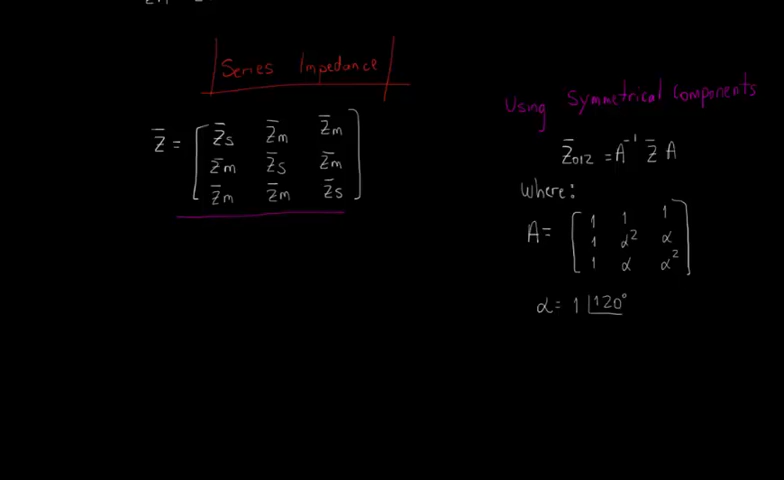 Series Impedance
Z̄ = [ Z̄s Z̄m Z̄m
Z̄m Z̄s Z̄m
Z̄m Z̄m Z̄s ]
Using Symmetrical Components
Z̄012 = A⁻¹ Z̄ A
where:
A = [ 1 1 1
1 α² α
1 α α² ]
α = 1∠120°